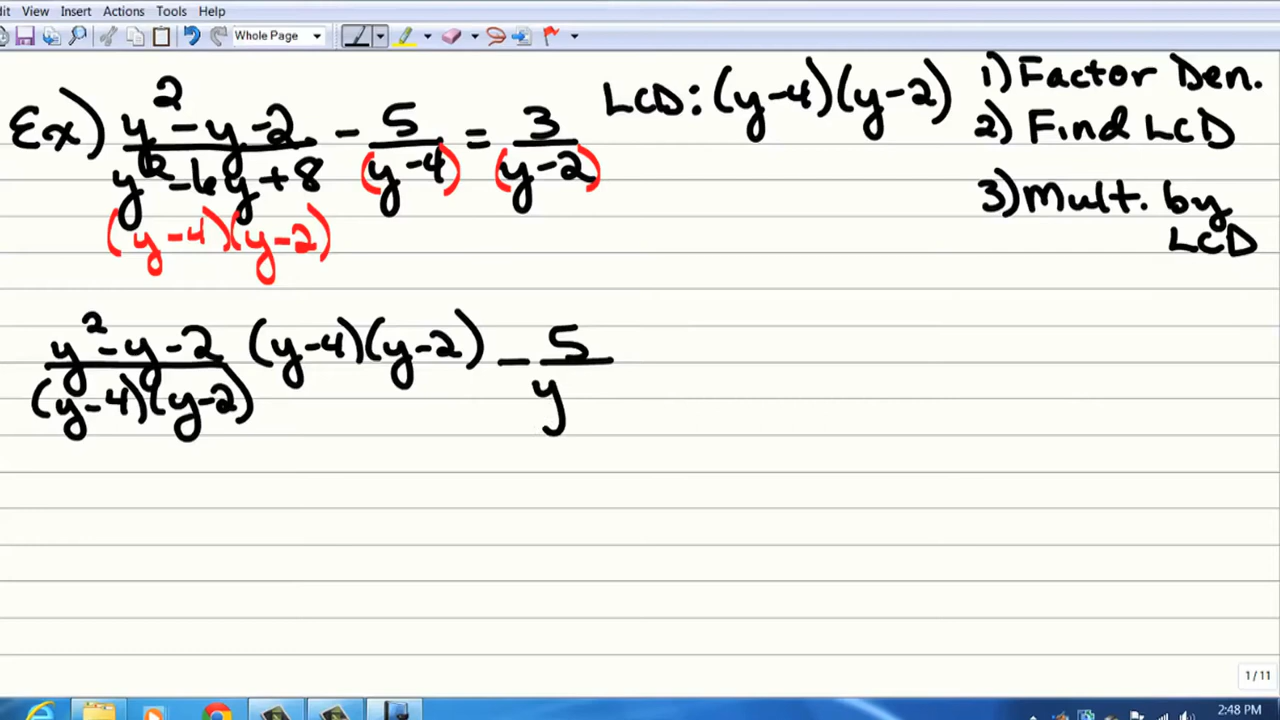 View Insert Actions Tools Help
Whole Page
Ex) y² - y - 2 / y² - 6y + 8 - 5 / (y - 4) = 3 / (y - 2)
(y - 4)(y - 2)
LCD: (y - 4)(y - 2)
1) Factor Den.
2) Find LCD
3) Mult. by
LCD
y² - y - 2 / (y - 4)(y - 2) (y - 4)(y - 2) - 5 / y
1 / 11
2:48 PM